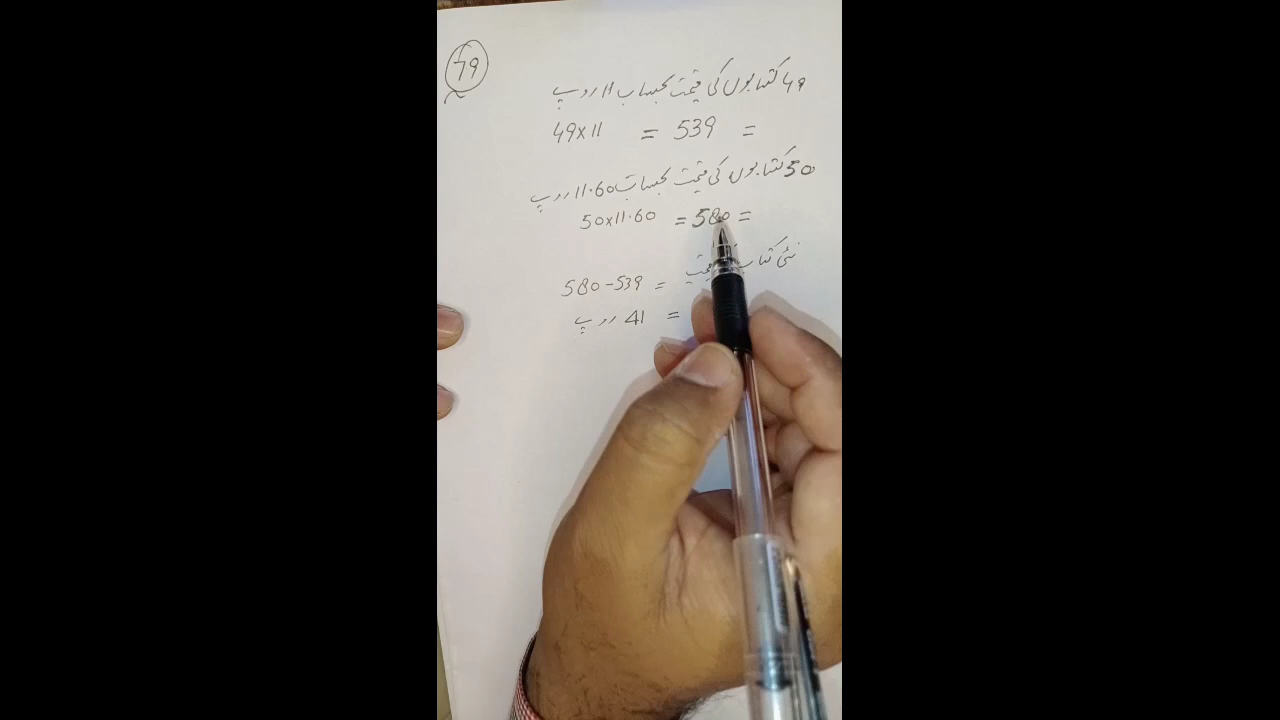 79
49 کتابوں کی قیمت بحساب 11 روپے
= 539 = 49x11
50 کتابوں کی قیمت بحساب 11.60 روپے
= 580 = 50x11.60
نئی کتاب قیمت = 580-539
= 41 روپے